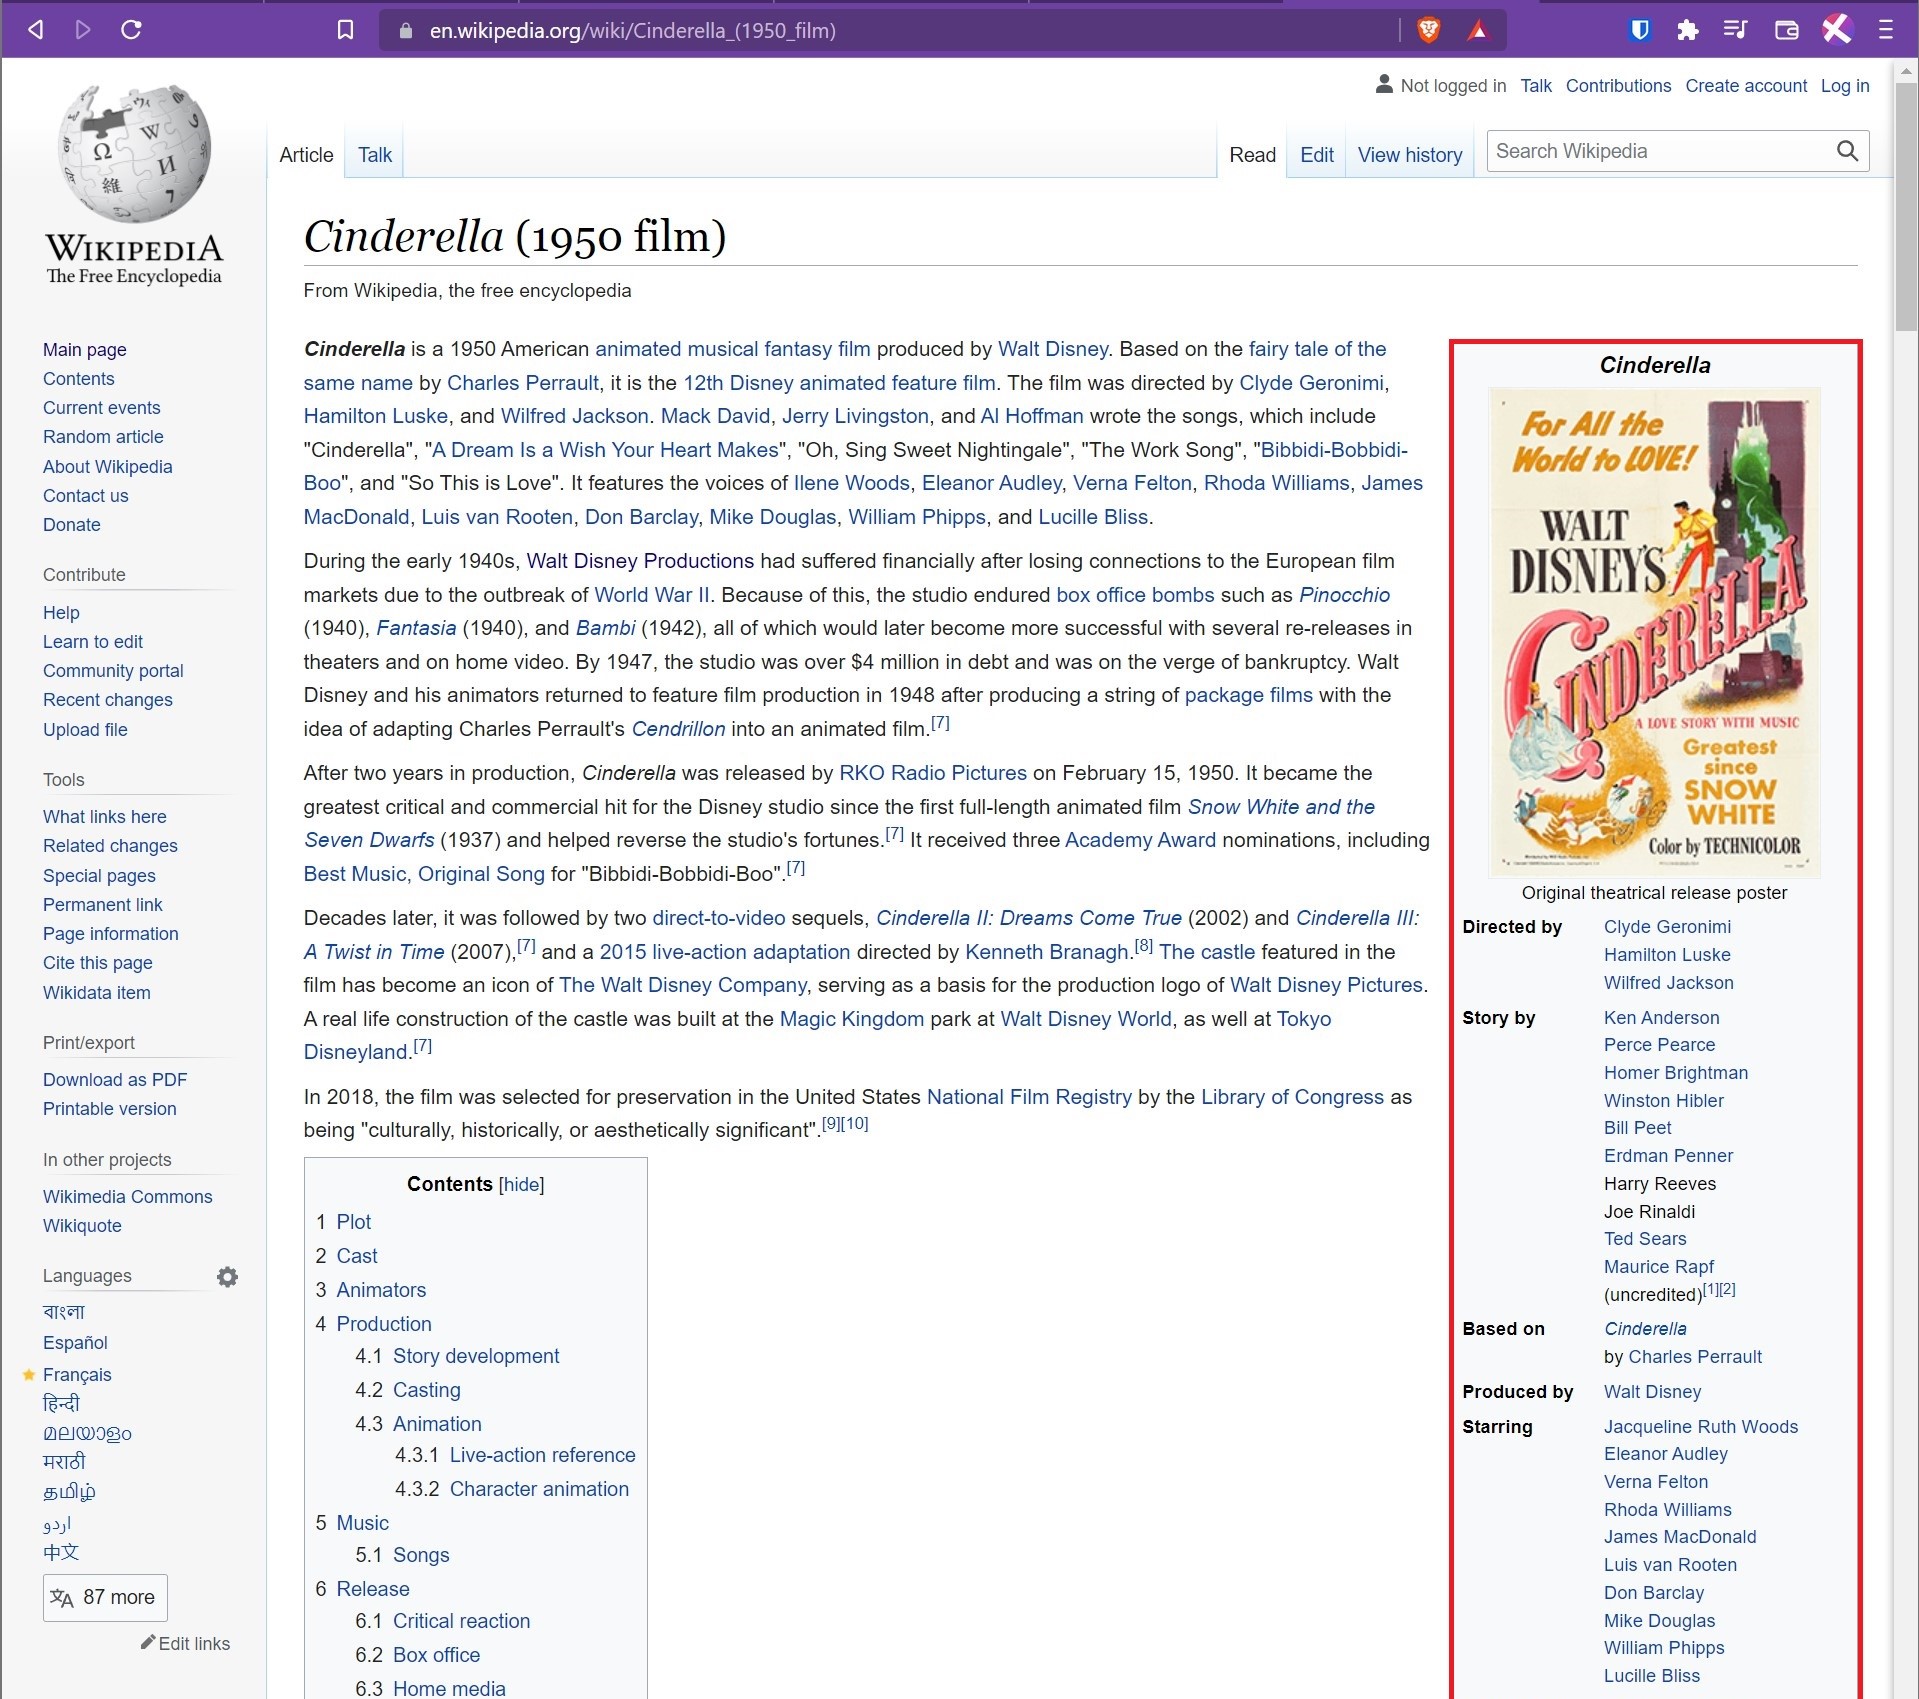 en.wikipedia.org/wiki/Cinderella_(1950_film)
Not logged in Talk Contributions Create account Log in
Article Talk Read Edit View history Search Wikipedia
WIKIPEDIA
The Free Encyclopedia
Main page
Contents
Current events
Random article
About Wikipedia
Contact us
Donate
Contribute
Help
Learn to edit
Community portal
Recent changes
Upload file
Tools
What links here
Related changes
Special pages
Permanent link
Page information
Cite this page
Wikidata item
Print/export
Download as PDF
Printable version
In other projects
Wikimedia Commons
Wikiquote
Languages
বাংলা
Español
Français
हिन्दी
മലയാളം
मराठी
தமிழ்
اردو
中文
87 more
Edit links
Cinderella (1950 film)
From Wikipedia, the free encyclopedia
Cinderella is a 1950 American animated musical fantasy film produced by Walt Disney. Based on the fairy tale of the
same name by Charles Perrault, it is the 12th Disney animated feature film. The film was directed by Clyde Geronimi,
Hamilton Luske, and Wilfred Jackson. Mack David, Jerry Livingston, and Al Hoffman wrote the songs, which include
"Cinderella", "A Dream Is a Wish Your Heart Makes", "Oh, Sing Sweet Nightingale", "The Work Song", "Bibbidi-Bobbidi-
Boo", and "So This is Love". It features the voices of Ilene Woods, Eleanor Audley, Verna Felton, Rhoda Williams, James
MacDonald, Luis van Rooten, Don Barclay, Mike Douglas, William Phipps, and Lucille Bliss.
During the early 1940s, Walt Disney Productions had suffered financially after losing connections to the European film
markets due to the outbreak of World War II. Because of this, the studio endured box office bombs such as Pinocchio
(1940), Fantasia (1940), and Bambi (1942), all of which would later become more successful with several re-releases in
theaters and on home video. By 1947, the studio was over $4 million in debt and was on the verge of bankruptcy. Walt
Disney and his animators returned to feature film production in 1948 after producing a string of package films with the
idea of adapting Charles Perrault's Cendrillon into an animated film.[7]
After two years in production, Cinderella was released by RKO Radio Pictures on February 15, 1950. It became the
greatest critical and commercial hit for the Disney studio since the first full-length animated film Snow White and the
Seven Dwarfs (1937) and helped reverse the studio's fortunes.[7] It received three Academy Award nominations, including
Best Music, Original Song for "Bibbidi-Bobbidi-Boo".[7]
Decades later, it was followed by two direct-to-video sequels, Cinderella II: Dreams Come True (2002) and Cinderella III:
A Twist in Time (2007),[7] and a 2015 live-action adaptation directed by Kenneth Branagh.[8] The castle featured in the
film has become an icon of The Walt Disney Company, serving as a basis for the production logo of Walt Disney Pictures.
A real life construction of the castle was built at the Magic Kingdom park at Walt Disney World, as well at Tokyo
Disneyland.[7]
In 2018, the film was selected for preservation in the United States National Film Registry by the Library of Congress as
being "culturally, historically, or aesthetically significant".[9][10]
Contents [hide]
1 Plot
2 Cast
3 Animators
4 Production
4.1 Story development
4.2 Casting
4.3 Animation
4.3.1 Live-action reference
4.3.2 Character animation
5 Music
5.1 Songs
6 Release
6.1 Critical reaction
6.2 Box office
6.3 Home media
Cinderella
For All the
World to LOVE!
WALT
DISNEY'S
CINDERELLA
A LOVE STORY WITH MUSIC
Greatest
since
SNOW
WHITE
Color by TECHNICOLOR
Original theatrical release poster
Directed by Clyde Geronimi
Hamilton Luske
Wilfred Jackson
Story by Ken Anderson
Perce Pearce
Homer Brightman
Winston Hibler
Bill Peet
Erdman Penner
Harry Reeves
Joe Rinaldi
Ted Sears
Maurice Rapf
(uncredited)[1][2]
Based on Cinderella
by Charles Perrault
Produced by Walt Disney
Starring Jacqueline Ruth Woods
Eleanor Audley
Verna Felton
Rhoda Williams
James MacDonald
Luis van Rooten
Don Barclay
Mike Douglas
William Phipps
Lucille Bliss